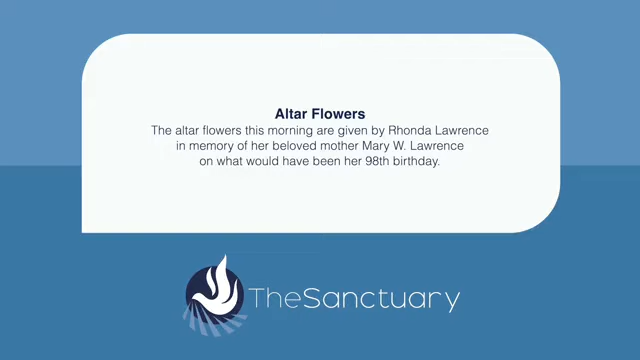 Altar Flowers
The altar flowers this morning are given by Rhonda Lawrence
in memory of her beloved mother Mary W. Lawrence
on what would have been her 98th birthday.
TheSanctuary